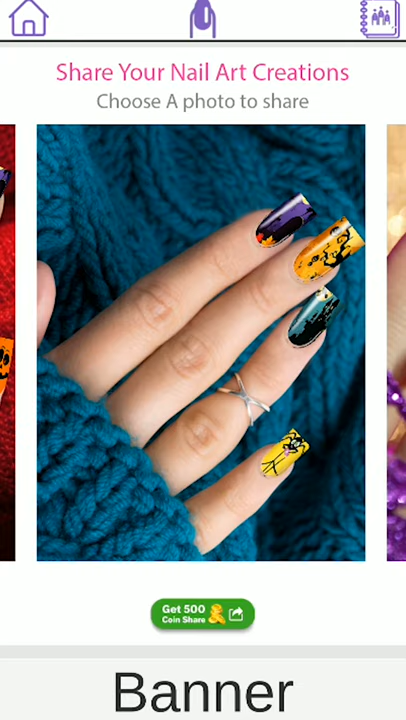 Share Your Nail Art Creations
Choose A photo to share
Get 500
Coin Share
Banner